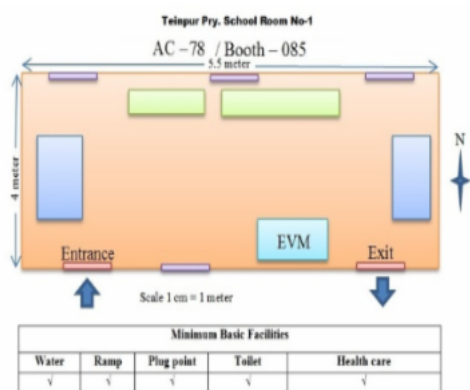 Teinpur Pry. School Room No-1
AC –78 / Booth – 085
5.5 meter
4 meter
N
EVM
Entrance
Exit
Scale 1 cm = 1 meter
Minimum Basic Facilities
Water Ramp Plug point Toilet Health care
√ √ √ √ √